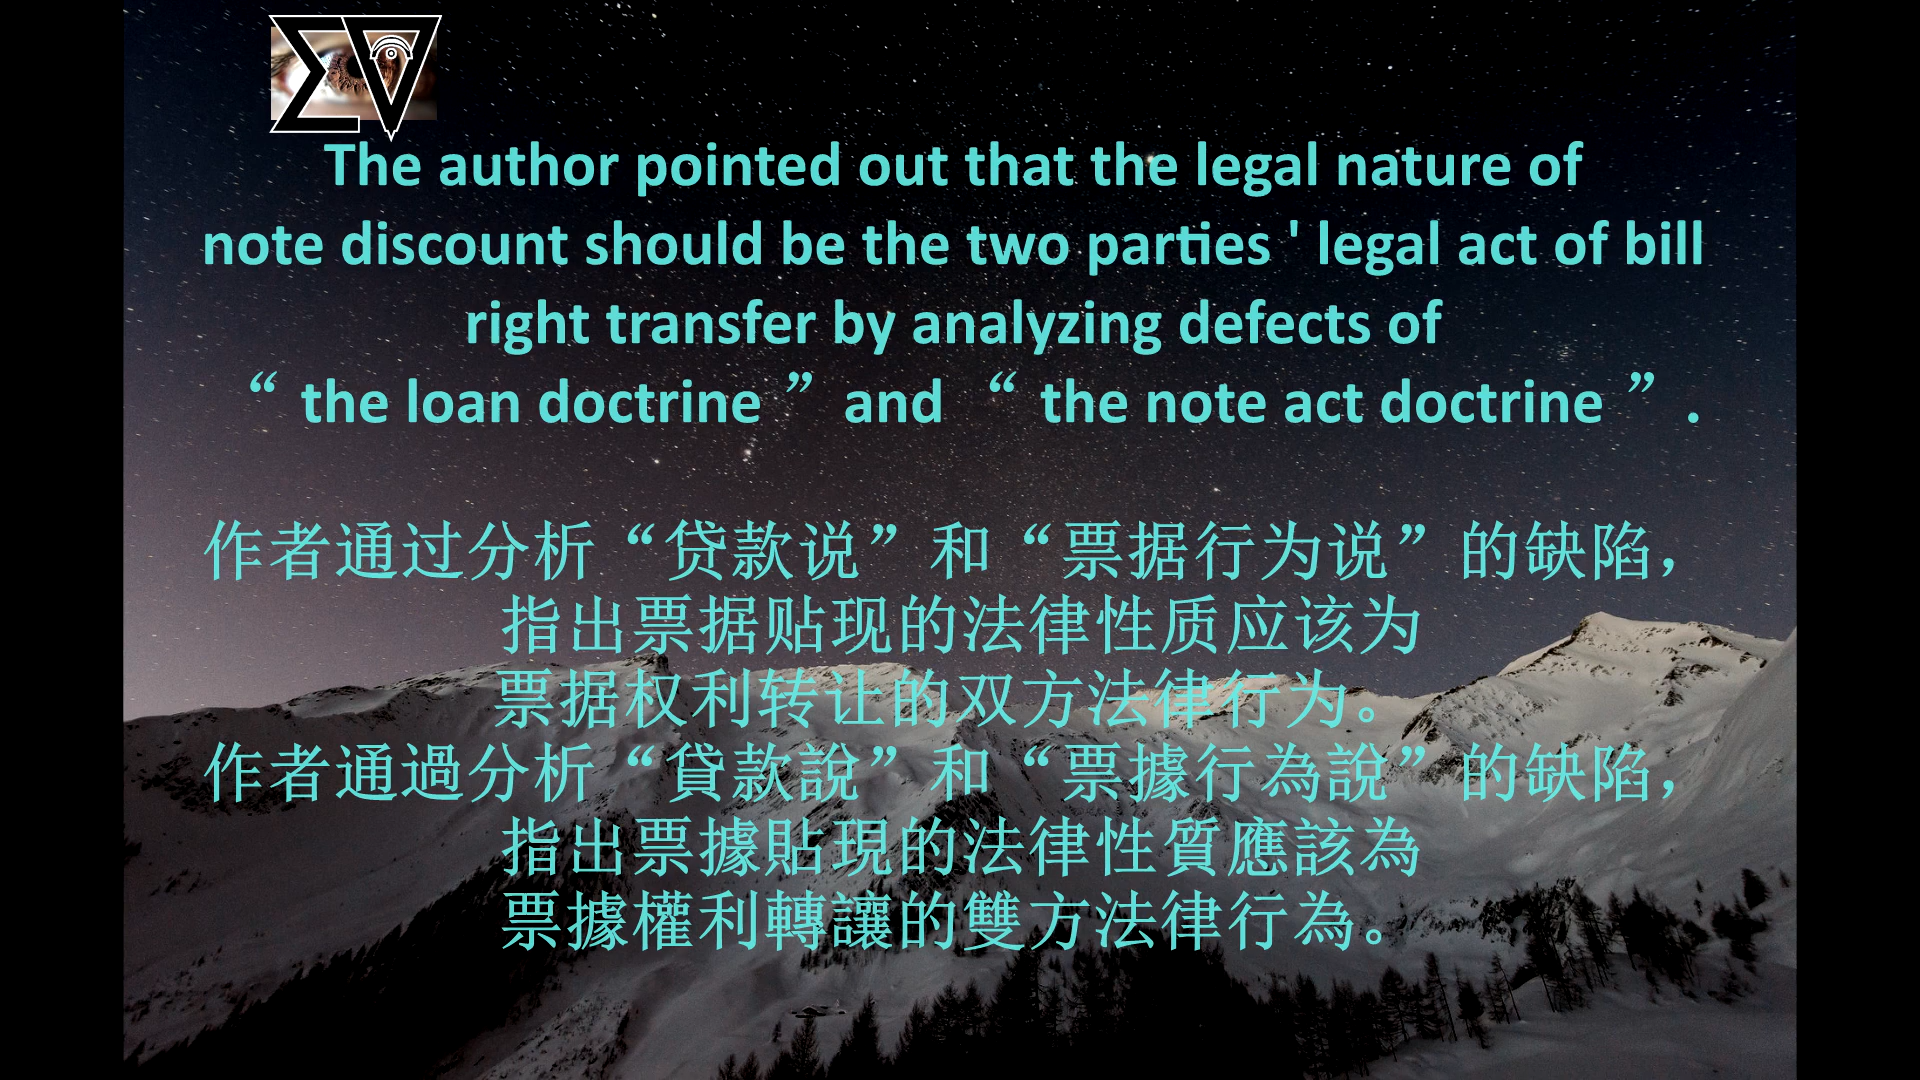 The author pointed out that the legal nature of
note discount should be the two parties ' legal act of bill
right transfer by analyzing defects of
“ the loan doctrine ” and “ the note act doctrine ” .
作者通过分析“贷款说”和“票据行为说”的缺陷，
指出票据贴现的法律性质应该为
票据权利转让的双方法律行为。
作者通過分析“貸款說”和“票據行為說”的缺陷，
指出票據貼現的法律性質應該為
票據權利轉讓的雙方法律行為。